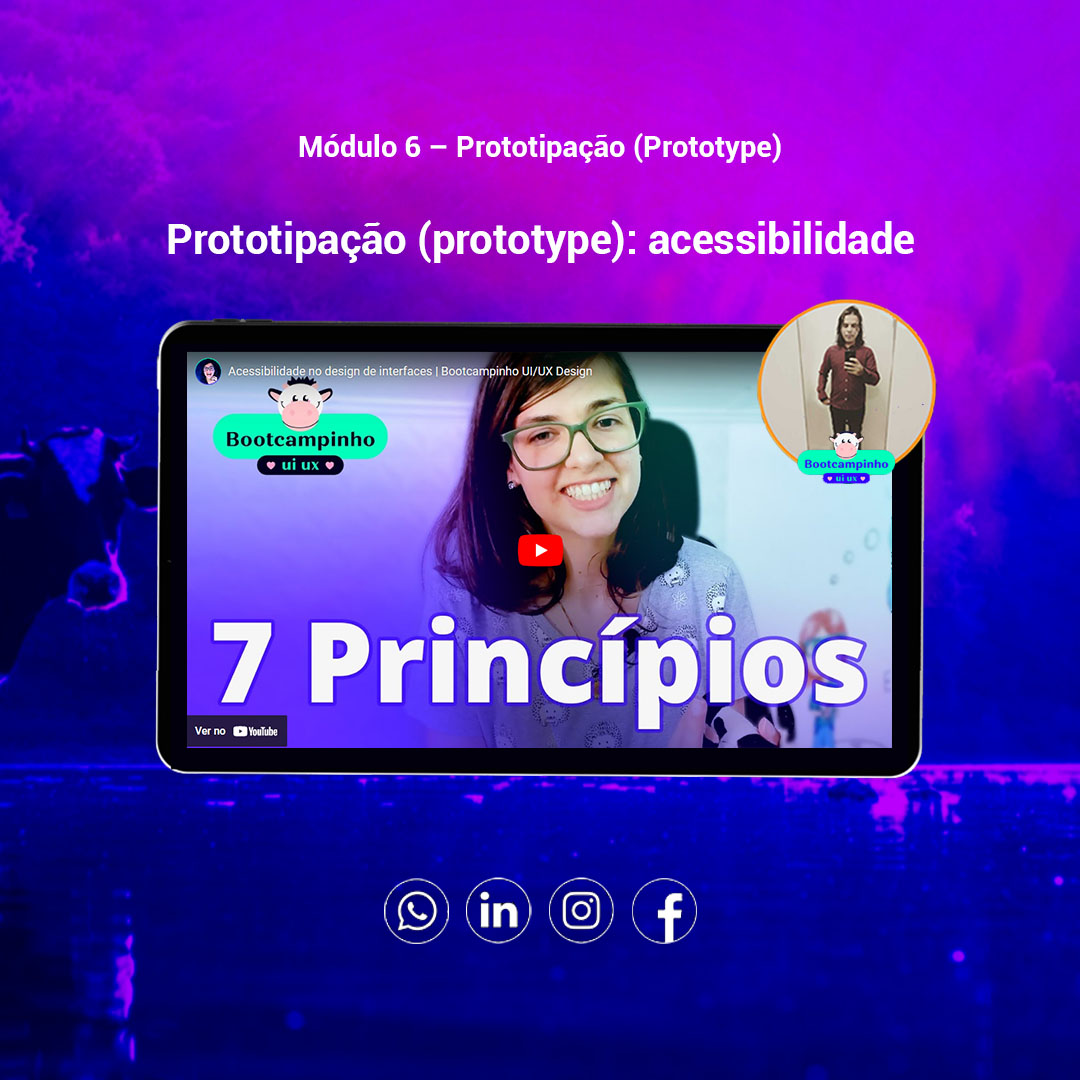 Módulo 6 – Prototipação (Prototype)
Prototipação (prototype): acessibilidade
Acessibilidade no design de interfaces | Bootcampinho UI/UX Design
Bootcampinho
ui ux
Bootcampinho
ui ux
7 Princípios
Ver no YouTube
in
f